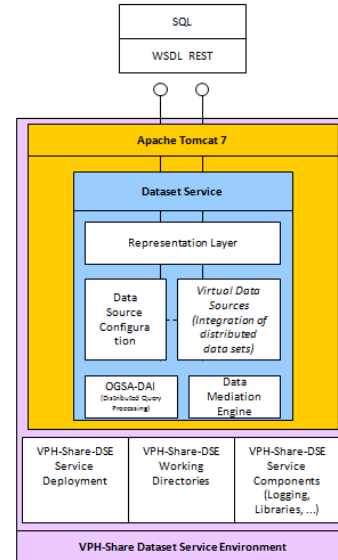 SQL
WSDL REST
Apache Tomcat 7
Dataset Service
Representation Layer
Data
Source
Configura
tion
Virtual Data
Sources
(Integration of
distributed
data sets)
OGSA-DAI
(Distributed Query
Processing)
Data
Mediation
Engine
VPH-Share-DSE
Service
Deployment
VPH-Share-DSE
Working
Directories
VPH-Share-DSE
Service
Components
(Logging,
Libraries, ...)
VPH-Share Dataset Service Environment